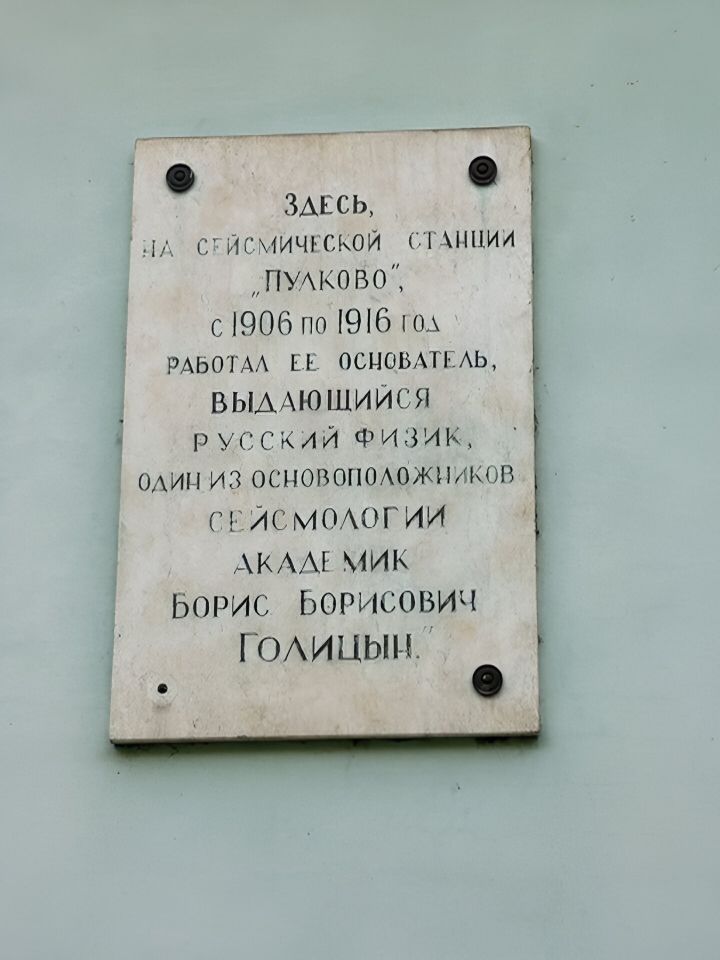 ЗДЕСЬ,
НА СЕЙСМИЧЕСКОЙ СТАНЦИИ
„ПУЛКОВО”,
С 1906 ПО 1916 ГОД
РАБОТАЛ ЕЕ ОСНОВАТЕЛЬ,
ВЫДАЮЩИЙСЯ
РУССКИЙ ФИЗИК,
ОДИН ИЗ ОСНОВОПОЛОЖНИКОВ
СЕЙСМОЛОГИИ
АКАДЕМИК
БОРИС БОРИСОВИЧ
ГОЛИЦЫН.”